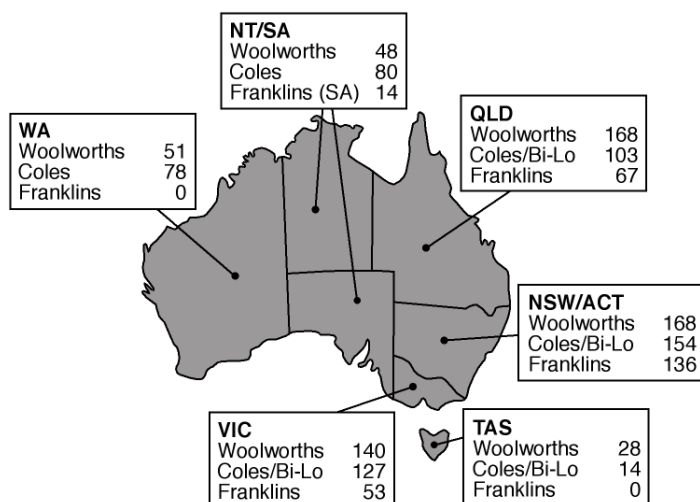 NT/SA
Woolworths 48
Coles 80
Franklins (SA) 14
WA
Woolworths 51
Coles 78
Franklins 0
QLD
Woolworths 168
Coles/Bi-Lo 103
Franklins 67
NSW/ACT
Woolworths 168
Coles/Bi-Lo 154
Franklins 136
VIC
Woolworths 140
Coles/Bi-Lo 127
Franklins 53
TAS
Woolworths 28
Coles/Bi-Lo 14
Franklins 0